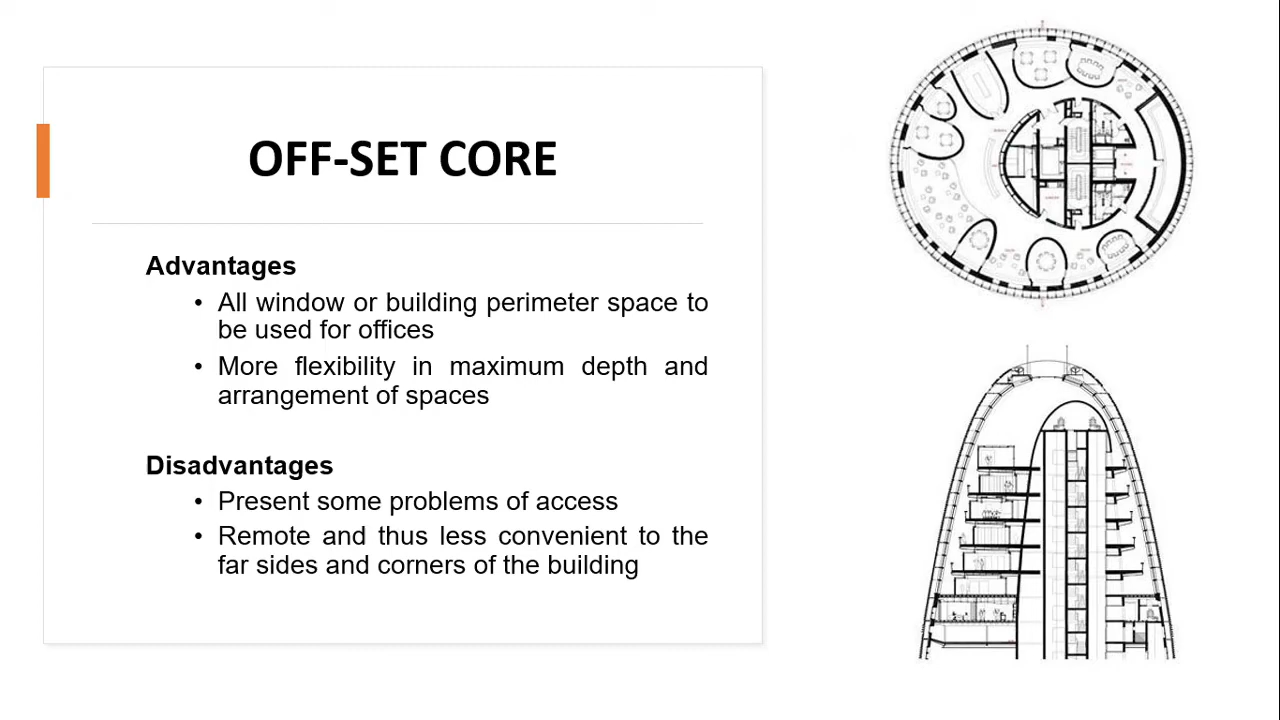 OFF-SET CORE
Advantages
• All window or building perimeter space to
be used for offices
• More flexibility in maximum depth and
arrangement of spaces
Disadvantages
• Present some problems of access
• Remote and thus less convenient to the
far sides and corners of the building